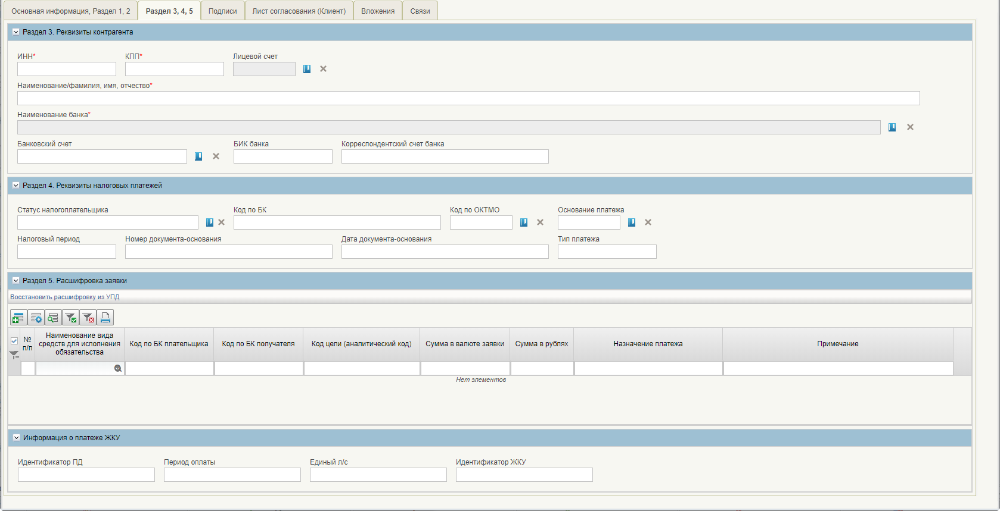 Основная информация, Раздел 1, 2 Раздел 3, 4, 5 Подписи Лист согласования (Клиент) Вложения Связи
Раздел 3. Реквизиты контрагента
ИНН* КПП* Лицевой счет
Наименование/фамилия, имя, отчество*
Наименование банка*
Банковский счет БИК банка Корреспондентский счет банка
Раздел 4. Реквизиты налоговых платежей
Статус налогоплательщика Код по БК Код по ОКТМО Основание платежа
Налоговый период Номер документа-основания Дата документа-основания Тип платежа
Раздел 5. Расшифровка заявки
Восстановить расшифровку из УПД
№ п/п Наименование вида средств для исполнения обязательства Код по БК плательщика Код по БК получателя Код цели (аналитический код) Сумма в валюте заявки Сумма в рублях Назначение платежа Примечание
Нет элементов
Информация о платеже ЖКУ
Идентификатор ПД Период оплаты Единый л/с Идентификатор ЖКУ